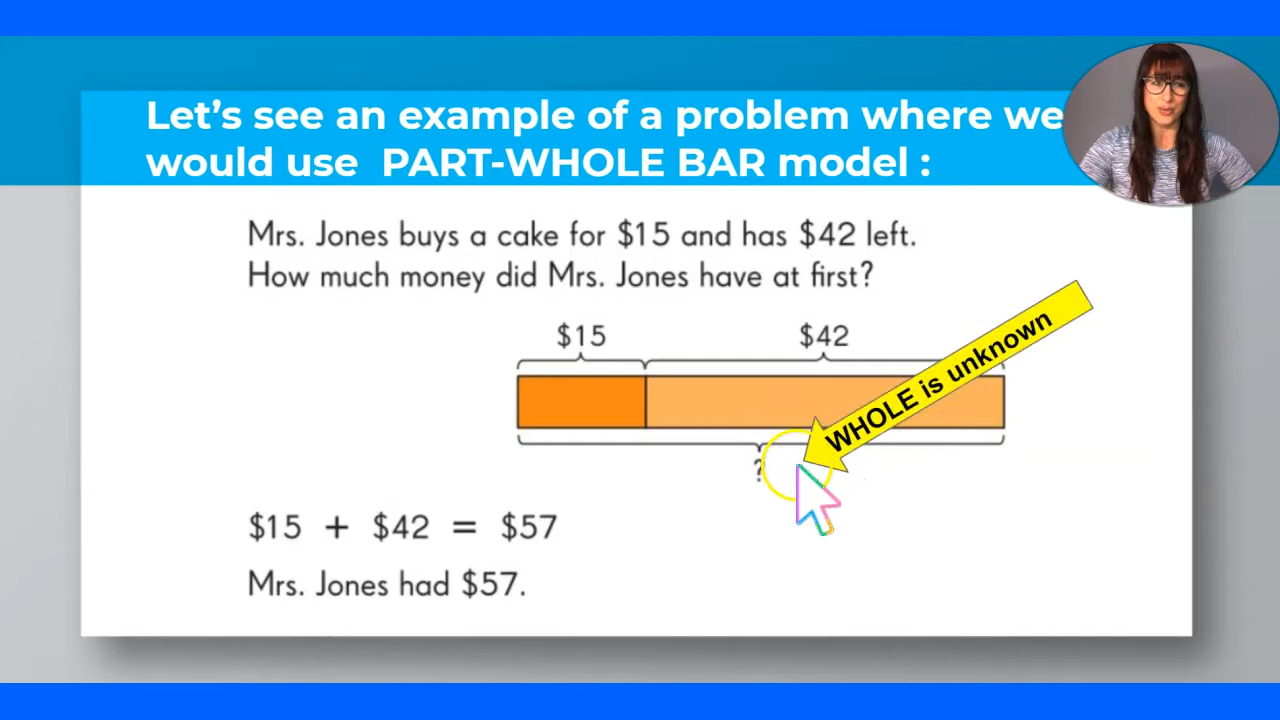 Let's see an example of a problem where we
would use PART-WHOLE BAR model :
Mrs. Jones buys a cake for $15 and has $42 left.
How much money did Mrs. Jones have at first?
$15 $42
WHOLE is unknown
?
$15 + $42 = $57
Mrs. Jones had $57.